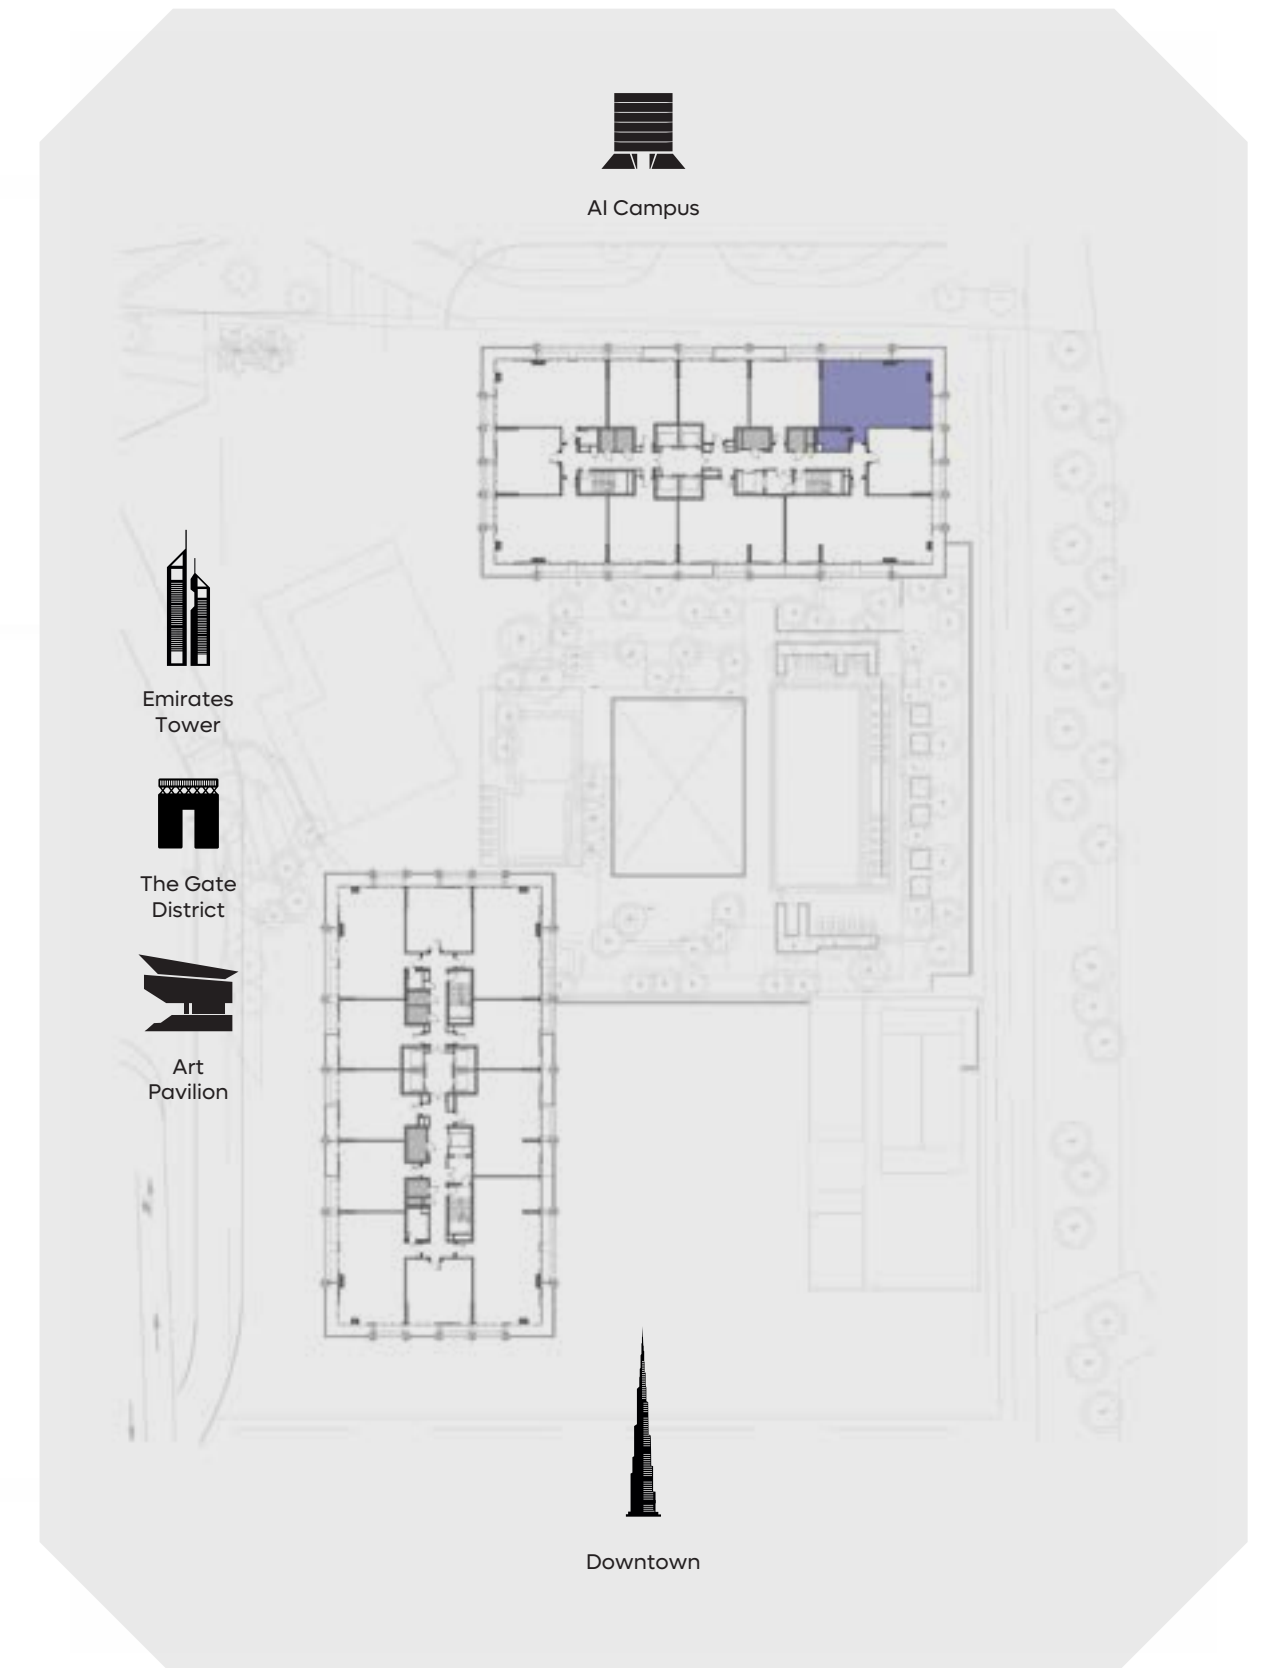 AI Campus
Emirates
Tower
The Gate
District
Art
Pavilion
Downtown